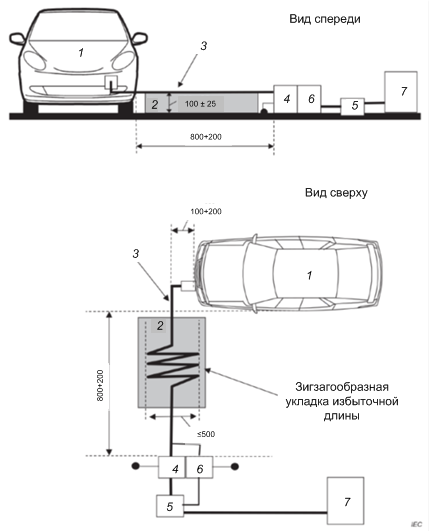 Вид спереди
1
3
2
100 ± 25
4
6
5
7
800+200
Вид сверху
100+200
3
1
2
800+200
Зигзагообразная
укладка избыточной
длины
≤500
4
6
5
7
IEC